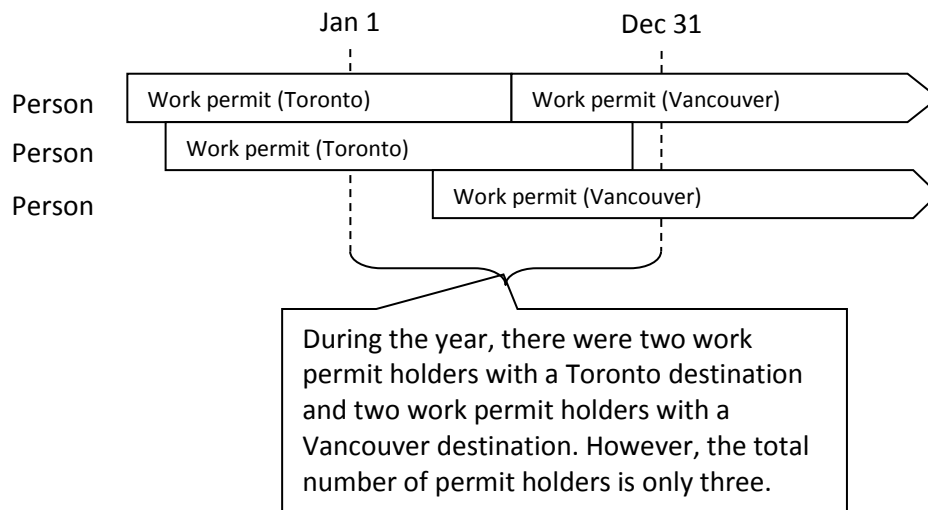 Jan 1
Dec 31
Person
Work permit (Toronto)
Work permit (Vancouver)
Person
Work permit (Toronto)
Person
Work permit (Vancouver)
During the year, there were two work
permit holders with a Toronto destination
and two work permit holders with a
Vancouver destination. However, the total
number of permit holders is only three.